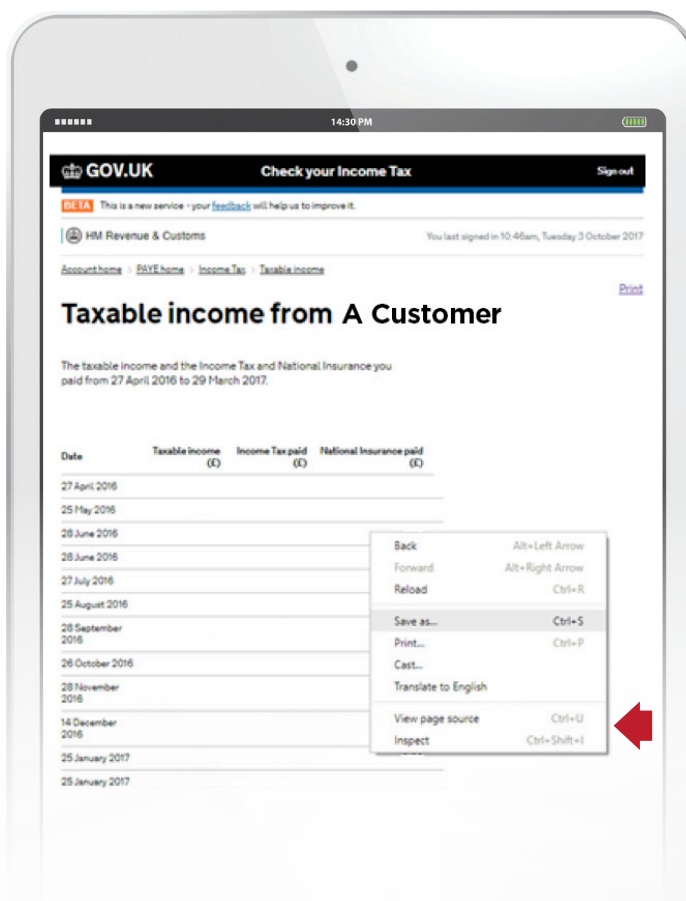 14:30 PM
GOV.UK Check your Income Tax Sign out
BETA This is a new service - your feedback will help us to improve it.
HM Revenue & Customs You last signed in 10:46am, Tuesday 3 October 2017
Account home > PAYE home > Income Tax > Taxable income
Print
Taxable income from A Customer
The taxable income and the Income Tax and National Insurance you
paid from 27 April 2016 to 29 March 2017.
Date Taxable income (£) Income Tax paid (£) National Insurance paid (£)
27 April 2016
25 May 2016
28 June 2016
28 June 2016
27 July 2016
25 August 2016
28 September
2016
26 October 2016
28 November
2016
14 December
2016
25 January 2017
25 January 2017
Back Alt+Left Arrow
Forward Alt+Right Arrow
Reload Ctrl+R
Save as... Ctrl+S
Print... Ctrl+P
Cast...
Translate to English
View page source Ctrl+U
Inspect Ctrl+Shift+I